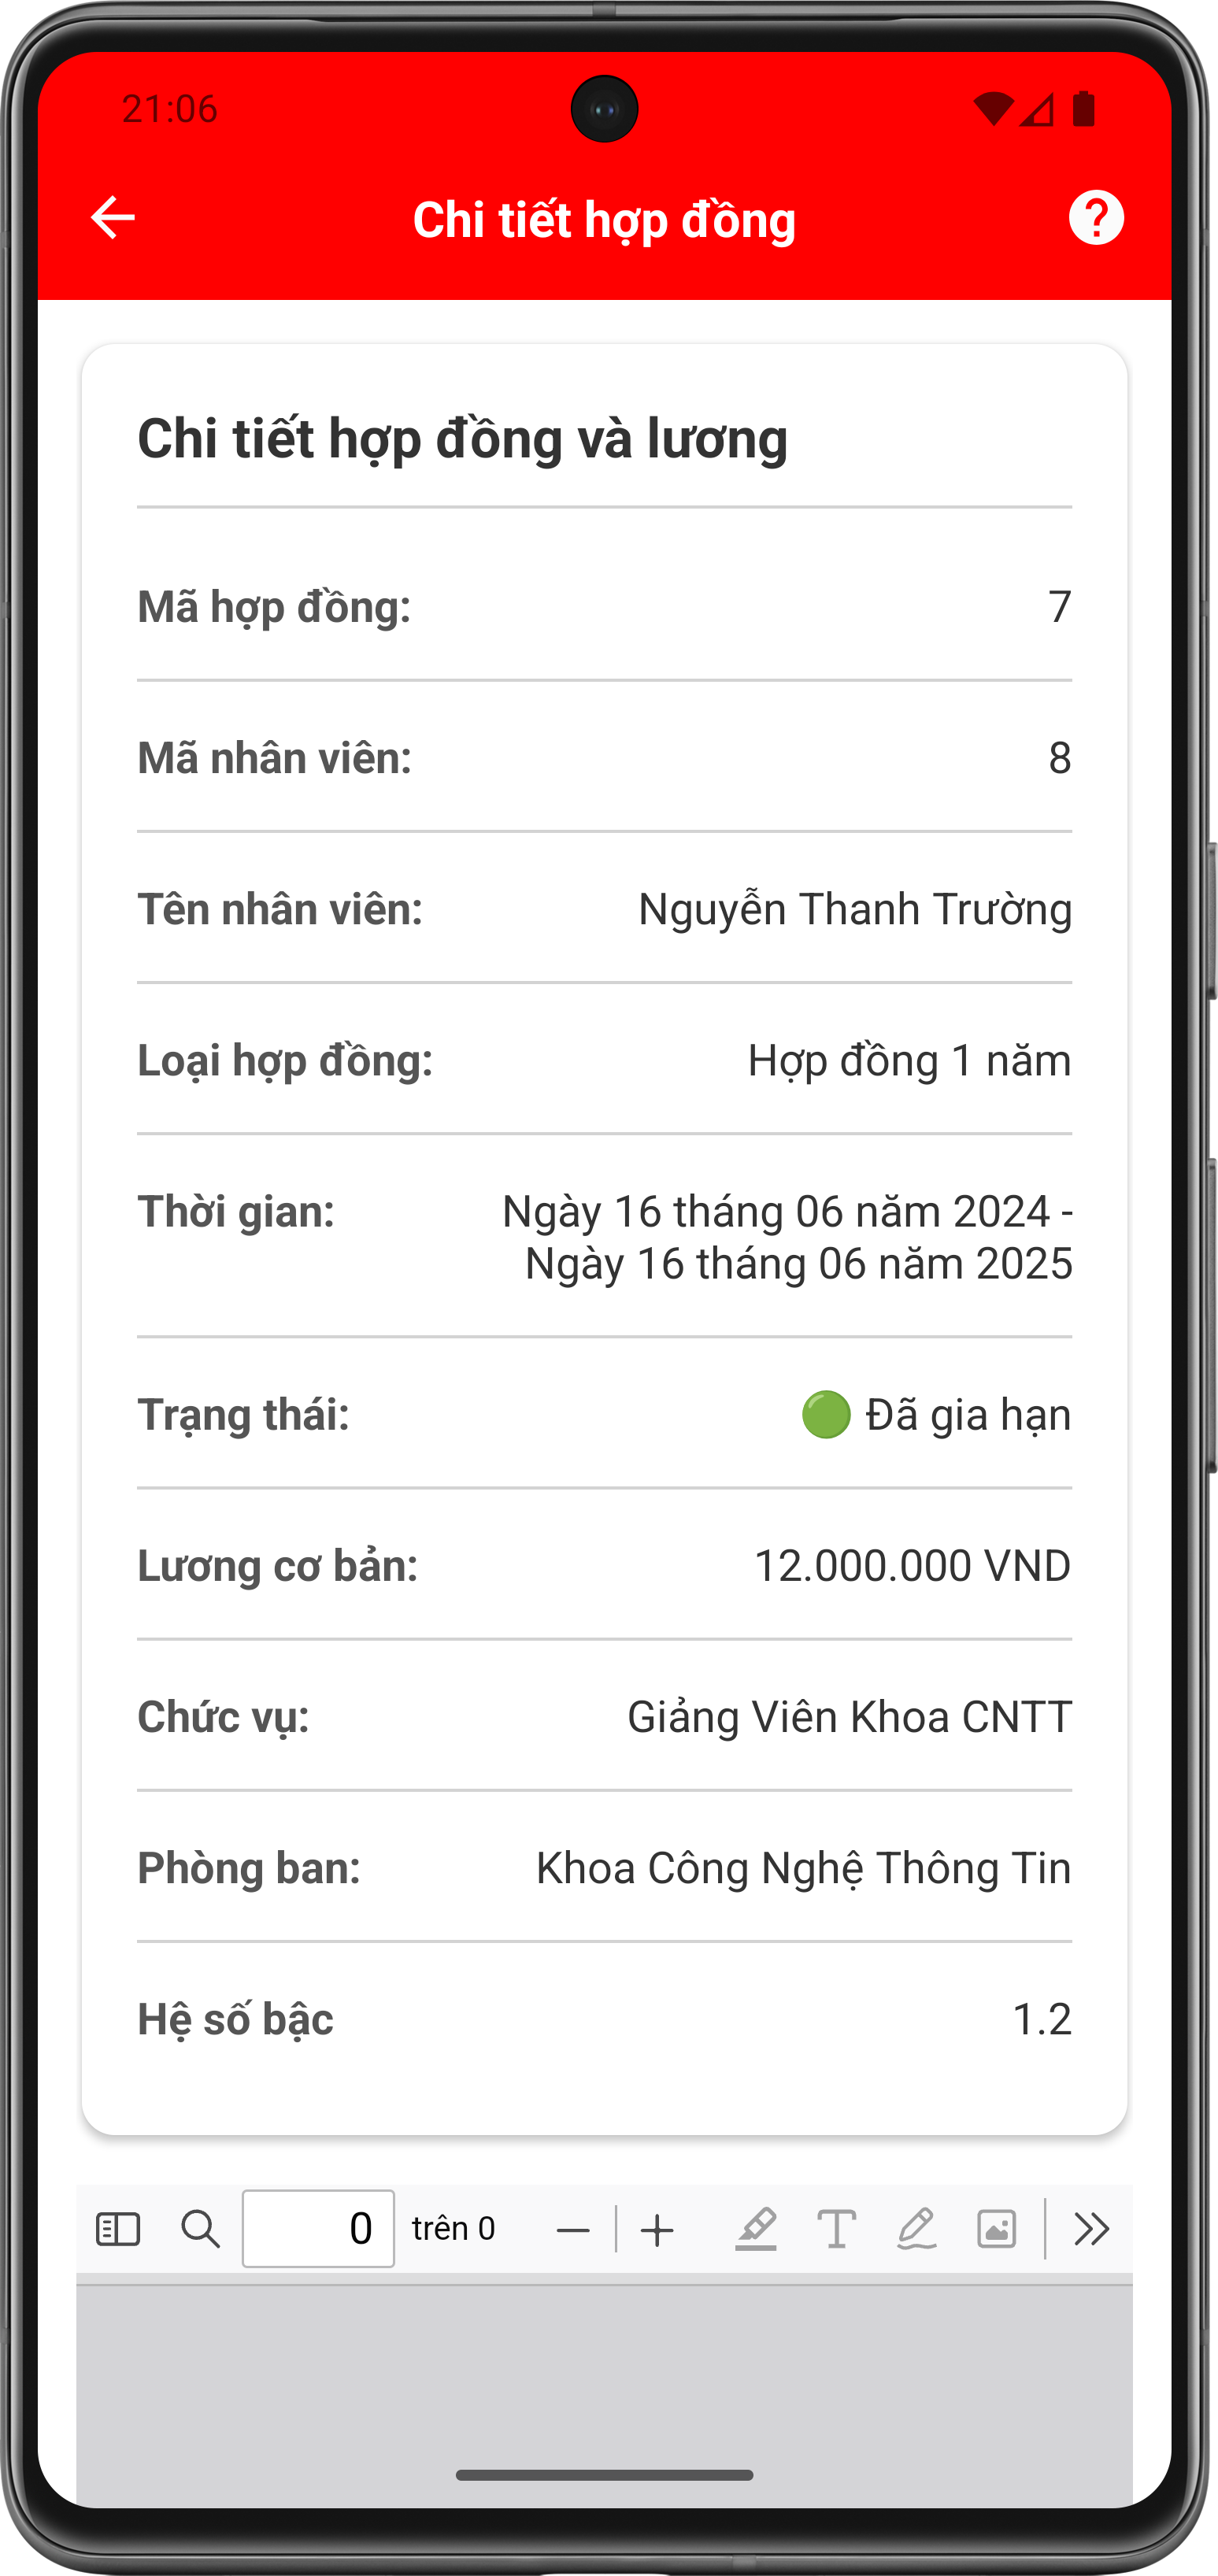 21:06
Chi tiết hợp đồng
Chi tiết hợp đồng và lương
Mã hợp đồng: 7
Mã nhân viên: 8
Tên nhân viên: Nguyễn Thanh Trường
Loại hợp đồng: Hợp đồng 1 năm
Thời gian: Ngày 16 tháng 06 năm 2024 -
Ngày 16 tháng 06 năm 2025
Trạng thái: Đã gia hạn
Lương cơ bản: 12.000.000 VND
Chức vụ: Giảng Viên Khoa CNTT
Phòng ban: Khoa Công Nghệ Thông Tin
Hệ số bậc 1.2
0 trên 0